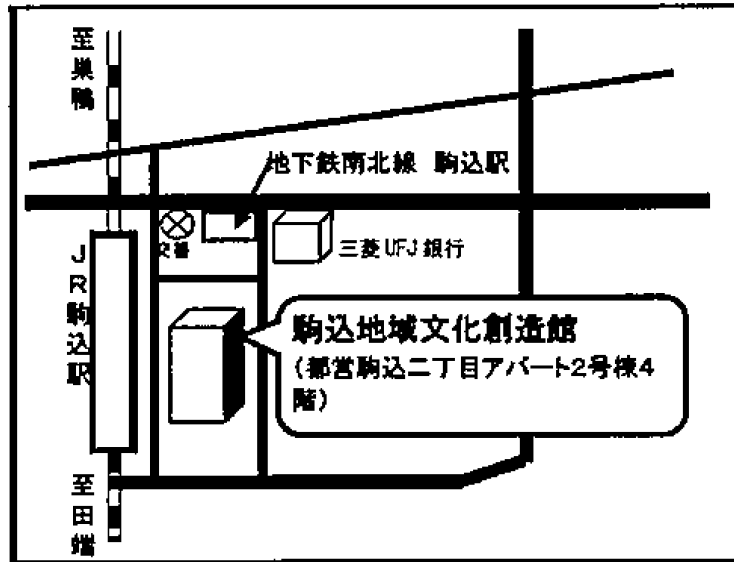 至巣鴨
地下鉄南北線 駒込駅
交番
三菱UFJ銀行
JR駒込駅
駒込地域文化創造館
(都営駒込二丁目アパート2号棟4
階)
至田端